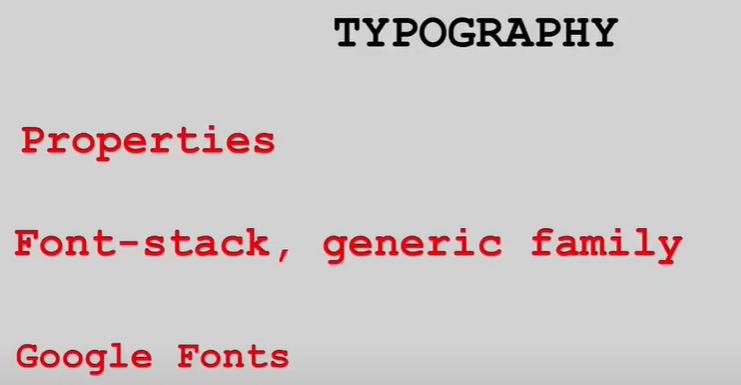 TYPOGRAPHY
Properties
Font-stack, generic family
Google Fonts